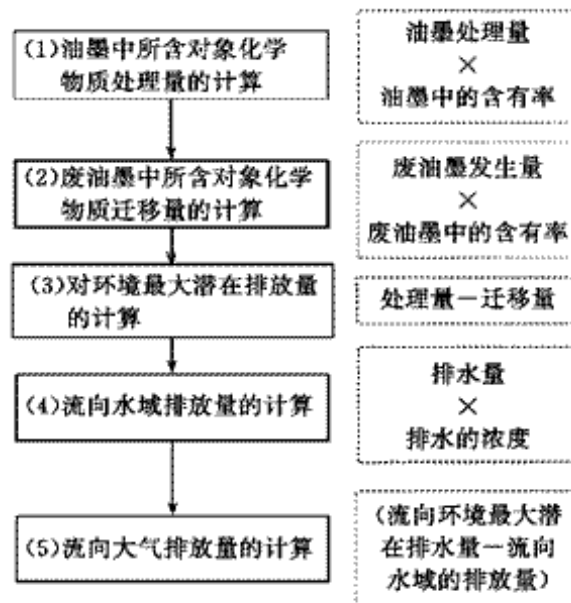 (1)油墨中所含对象化学
物质处理量的计算
油墨处理量
×
油墨中的含有率
(2)废油墨中所含对象化学
物质迁移量的计算
废油墨发生量
×
废油墨中的含有率
(3)对环境最大潜在排放量
的计算
处理量－迁移量
(4)流向水域排放量的计算
排水量
×
排水的浓度
(5)流向大气排放量的计算
(流向环境最大潜
在排水量－流向
水域的排放量)